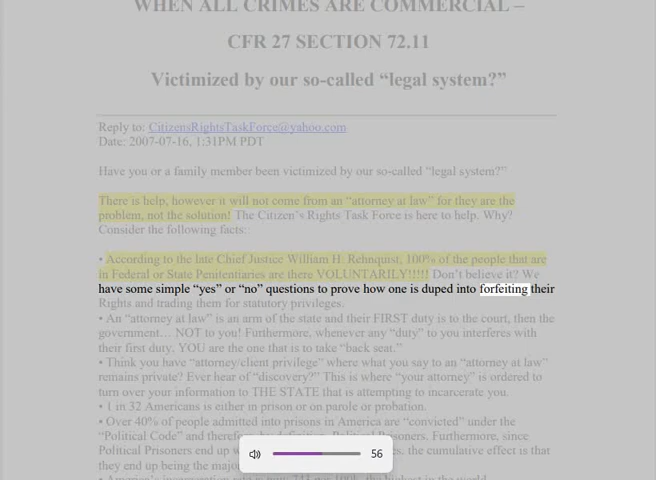 WHEN ALL CRIMES ARE COMMERCIAL –
CFR 27 SECTION 72.11
Victimized by our so-called “legal system?”
Reply to: CitizensRightsTaskForce@yahoo.com
Date: 2007-07-16, 1:31PM PDT
Have you or a family member been victimized by our so-called “legal system?”
There is help, however it will not come from an “attorney at law” for they are the
problem, not the solution! The Citizen’s Rights Task Force is here to help. Why?
Consider the following facts:
• According to the late Chief Justice William H. Rehnquist, 100% of the people that are
in Federal or State Penitentiaries are there VOLUNTARILY!!!!! Don’t believe it? We
have some simple “yes” or “no” questions to prove how one is duped into forfeiting their
Rights and trading them for statutory privileges.
• An “attorney at law” is an arm of the state and their FIRST duty is to the court, then the
government… NOT to you! Furthermore, whenever any “duty” to you interferes with
their first duty, YOU are the one that is to take “back seat.”
• Think you have “attorney/client privilege” where what you say to an “attorney at law”
remains private? Ever hear of “discovery?” This is where “your attorney” is ordered to
turn over your information to THE STATE that is attempting to incarcerate you.
• 1 in 32 Americans is either in prison or on parole or probation.
• Over 40% of people admitted into prisons in America are “convicted” under the
“Political Code” and Political Prisoners. Furthermore, since
Political Prisoners end up the cumulative effect is that
they end up being the
56